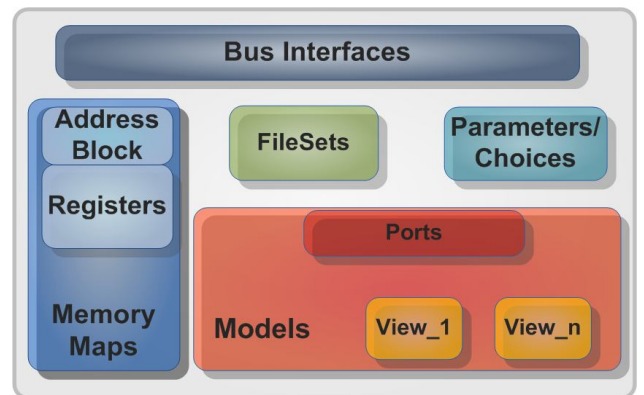 Bus Interfaces
Address
Block
Registers
Memory
Maps
FileSets
Parameters/
Choices
Ports
Models
View_1
View_n